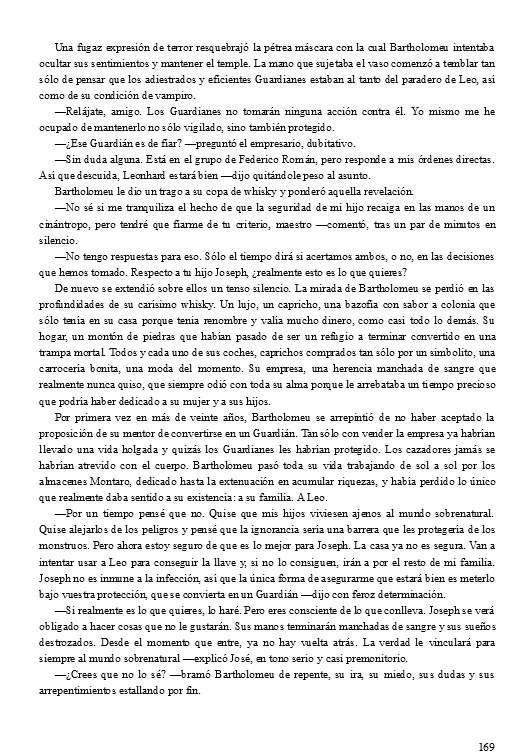 Una fugaz expresión de terror resquebrajó la pétrea máscara con la cual Bartholomeu intentaba
ocultar sus sentimientos y mantener el temple. La mano que sujetaba el vaso comenzó a temblar tan
sólo de pensar que los adiestrados y eficientes Guardianes estaban al tanto del paradero de Leo, así
como de su condición de vampiro.
—Relájate, amigo. Los Guardianes no tomarán ninguna acción contra él. Yo mismo me he
ocupado de mantenerlo no sólo vigilado, sino también protegido.
—¿Ese Guardián es de fiar? —preguntó el empresario, dubitativo.
—Sin duda alguna. Está en el grupo de Federico Román, pero responde a mis órdenes directas.
Así que descuida, Leonhard estará bien —dijo quitándole peso al asunto.
Bartholomeu le dio un trago a su copa de whisky y ponderó aquella revelación.
—No sé si me tranquiliza el hecho de que la seguridad de mi hijo recaiga en las manos de un
cinántropo, pero tendré que fiarme de tu criterio, maestro —comentó, tras un par de minutos en
silencio.
—No tengo respuestas para eso. Sólo el tiempo dirá si acertamos ambos, o no, en las decisiones
que hemos tomado. Respecto a tu hijo Joseph, ¿realmente esto es lo que quieres?
De nuevo se extendió sobre ellos un tenso silencio. La mirada de Bartholomeu se perdió en las
profundidades de su carísimo whisky. Un lujo, un capricho, una bazofia con sabor a colonia que
sólo tenía en su casa porque tenía renombre y valía mucho dinero, como casi todo lo demás. Su
hogar, un montón de piedras que habían pasado de ser un refugio a terminar convertido en una
trampa mortal. Todos y cada uno de sus coches, caprichos comprados tan sólo por un simbolito, una
carrocería bonita, una moda del momento. Su empresa, una herencia manchada de sangre que
realmente nunca quiso, que siempre odió con toda su alma porque le arrebataba un tiempo precioso
que podría haber dedicado a su mujer y a sus hijos.
Por primera vez en más de veinte años, Bartholomeu se arrepintió de no haber aceptado la
proposición de su mentor de convertirse en un Guardián. Tan sólo con vender la empresa ya habrían
llevado una vida holgada y quizás los Guardianes les habrían protegido. Los cazadores jamás se
habrían atrevido con el cuerpo. Bartholomeu pasó toda su vida trabajando de sol a sol por los
almacenes Montaro, dedicado hasta la extenuación en acumular riquezas, y había perdido lo único
que realmente daba sentido a su existencia: a su familia. A Leo.
—Por un tiempo pensé que no. Quise que mis hijos viviesen ajenos al mundo sobrenatural.
Quise alejarlos de los peligros y pensé que la ignorancia sería una barrera que les protegería de los
monstruos. Pero ahora estoy seguro de que es lo mejor para Joseph. La casa ya no es segura. Van a
intentar usar a Leo para conseguir la llave y, si no lo consiguen, irán a por el resto de mi familia.
Joseph no es inmune a la infección, así que la única forma de asegurarme que estará bien es meterlo
bajo vuestra protección, que se convierta en un Guardián —dijo con feroz determinación.
—Si realmente es lo que quieres, lo haré. Pero eres consciente de lo que conlleva. Joseph se verá
obligado a hacer cosas que no le gustarán. Sus manos terminarán manchadas de sangre y sus sueños
destrozados. Desde el momento que entre, ya no hay vuelta atrás. La verdad le vinculará para
siempre al mundo sobrenatural —explicó José, en tono serio y casi premonitorio.
—¿Crees que no lo sé? —bramó Bartholomeu de repente, su ira, su miedo, sus dudas y sus
arrepentimientos estallando por fin.
169